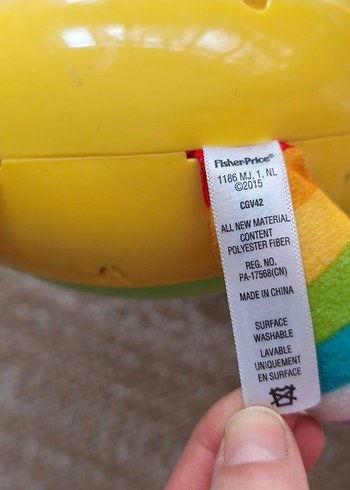 Fisher-Price®
1186 MJ, 1, NL
©2015
CGV42
ALL NEW MATERIAL
CONTENT
POLYESTER FIBER
REG. NO.
PA-17568(CN)
MADE IN CHINA
SURFACE
WASHABLE
LAVABLE
UNIQUEMENT
EN SURFACE